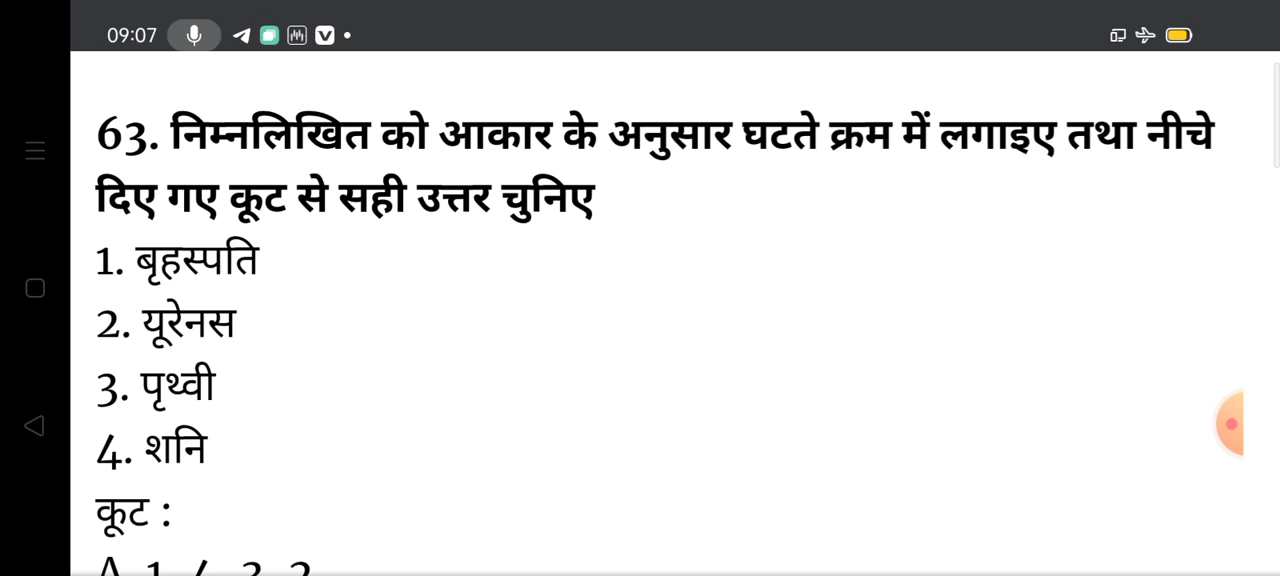 09:07
63. निम्नलिखित को आकार के अनुसार घटते क्रम में लगाइए तथा नीचे
दिए गए कूट से सही उत्तर चुनिए
1. बृहस्पति
2. यूरेनस
3. पृथ्वी
4. शनि
कूट :